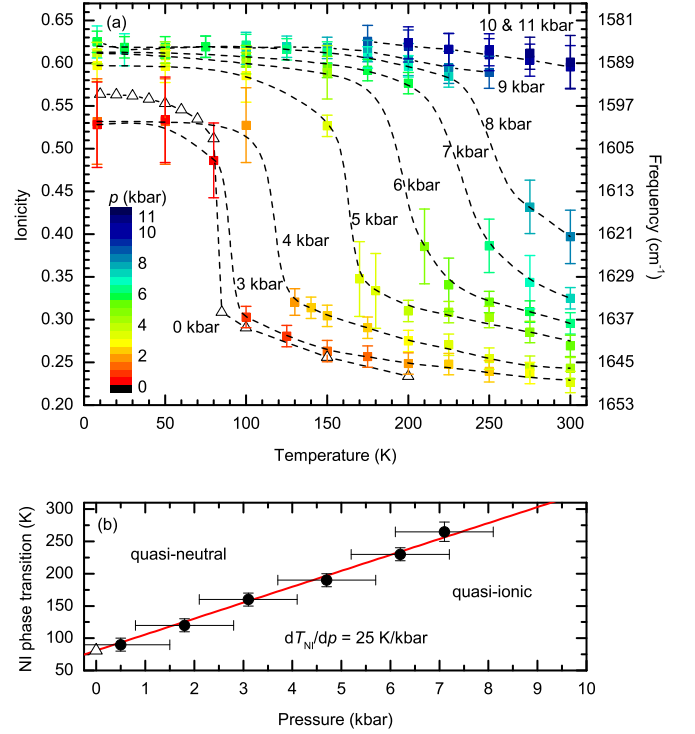 (a)
0.65
0.60
0.55
0.50
0.45
0.40
0.35
0.30
0.25
0.20
Ionicity
1581
1589
1597
1605
1613
1621
1629
1637
1645
1653
Frequency (cm⁻¹)
10 & 11 kbar
9 kbar
8 kbar
7 kbar
6 kbar
5 kbar
4 kbar
3 kbar
0 kbar
p (kbar)
11
10
8
6
4
2
0
0 50 100 150 200 250 300
Temperature (K)
(b)
300
250
200
150
100
50
NI phase transition (K)
quasi-neutral
quasi-ionic
dT_NI/dp = 25 K/kbar
0 1 2 3 4 5 6 7 8 9 10
Pressure (kbar)